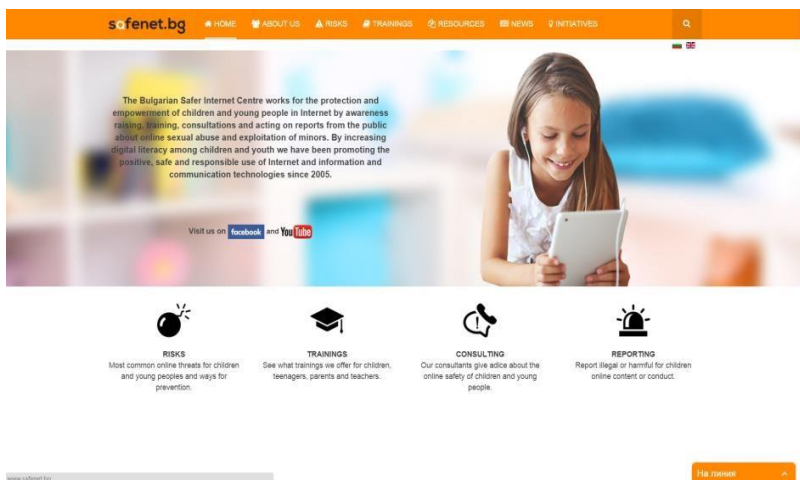 safenet.bg HOME ABOUT US RISKS TRAININGS RESOURCES NEWS INITIATIVES
The Bulgarian Safer Internet Centre works for the protection and
empowerment of children and young people in Internet by awareness
raising, training, consultations and acting on reports from the public
about online sexual abuse and exploitation of minors. By increasing
digital literacy among children and youth we have been promoting the
positive, safe and responsible use of Internet and information and
communication technologies since 2005.
Visit us on facebook and YouTube
RISKS
Most common online threats for children
and young peoples and ways for
prevention.
TRAININGS
See what trainings we offer for children,
teenagers, parents and teachers.
CONSULTING
Our consultants give adice about the
online safety of children and young
people.
REPORTING
Report illegal or harmful for children
online content or conduct.
www.safenet.bg
На линия